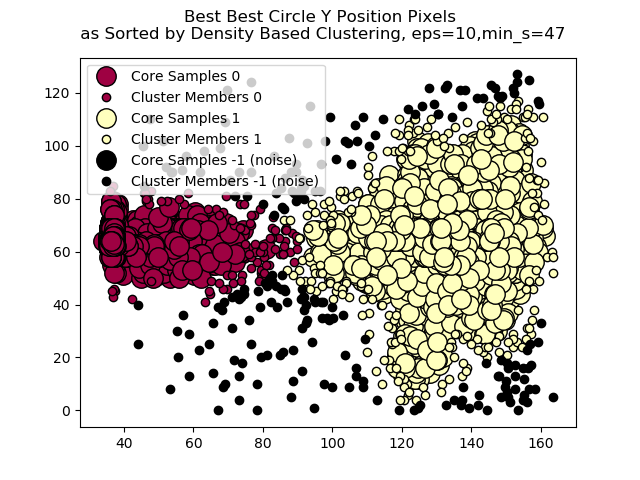 Best Best Circle Y Position Pixels
as Sorted by Density Based Clustering, eps=10,min_s=47
Core Samples 0
Cluster Members 0
Core Samples 1
Cluster Members 1
Core Samples -1 (noise)
Cluster Members -1 (noise)
120
100
80
60
40
20
0
40 60 80 100 120 140 160